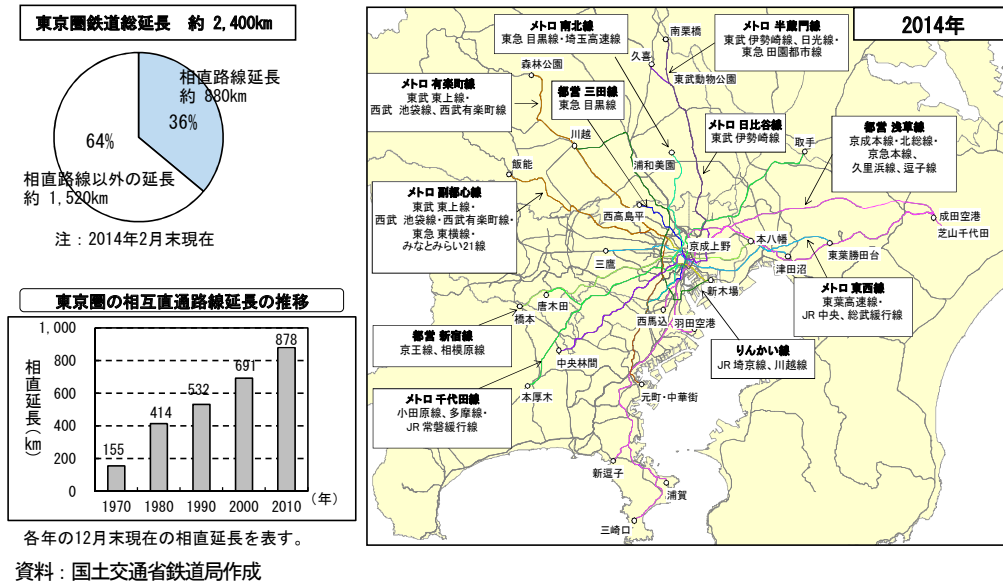 東京圏鉄道総延長 約 2,400km
相直路線延長
約 880km
36%
64%
相直路線以外の延長
約 1,520km
注：2014年2月末現在
東京圏の相互直通路線延長の推移
相直延長(km)
1,000
800
600
400
200
0
155
414
532
691
878
1970 1980 1990 2000 2010 (年)
各年の12月末現在の相直延長を表す。
資料：国土交通省鉄道局作成
2014年
メトロ 南北線
東急 目黒線・埼玉高速線
メトロ 半蔵門線
東武 伊勢崎線、日光線・
東急 田園都市線
メトロ 有楽町線
東武 東上線・
西武 池袋線、西武有楽町線
都営 三田線
東急 目黒線
メトロ 日比谷線
東武 伊勢崎線
都営 浅草線
京成本線・北総線・
京急本線、
久里浜線、逗子線
メトロ 副都心線
東武 東上線・
西武 池袋線・西武有楽町線・
東急 東横線・
みなとみらい21線
メトロ 東西線
東葉高速線・
JR 中央、総武緩行線
都営 新宿線
京王線、相模原線
りんかい線
JR 埼京線、川越線
メトロ 千代田線
小田原線、多摩線・
JR 常磐緩行線
南栗橋
久喜
東武動物公園
森林公園
川越
浦和美園
取手
飯能
西高島平
成田空港
芝山千代田
京成上野
本八幡
東葉勝田台
三鷹
津田沼
新木場
唐木田
橋本
西馬込
羽田空港
中央林間
本厚木
元町・中華街
新逗子
浦賀
三崎口